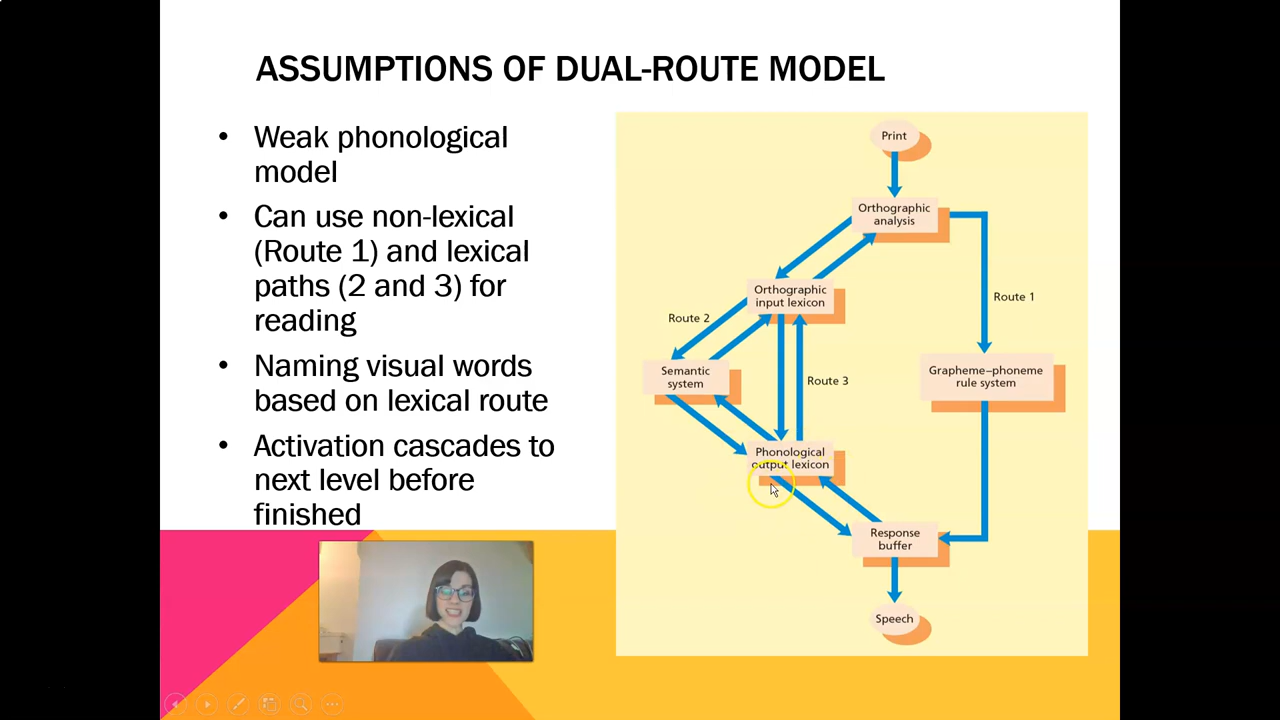 ASSUMPTIONS OF DUAL-ROUTE MODEL
• Weak phonological
model
• Can use non-lexical
(Route 1) and lexical
paths (2 and 3) for
reading
• Naming visual words
based on lexical route
• Activation cascades to
next level before
finished
Print
Orthographic
analysis
Orthographic
input lexicon
Route 1
Route 2
Semantic
system
Route 3
Grapheme–phoneme
rule system
Phonological
output lexicon
Response
buffer
Speech